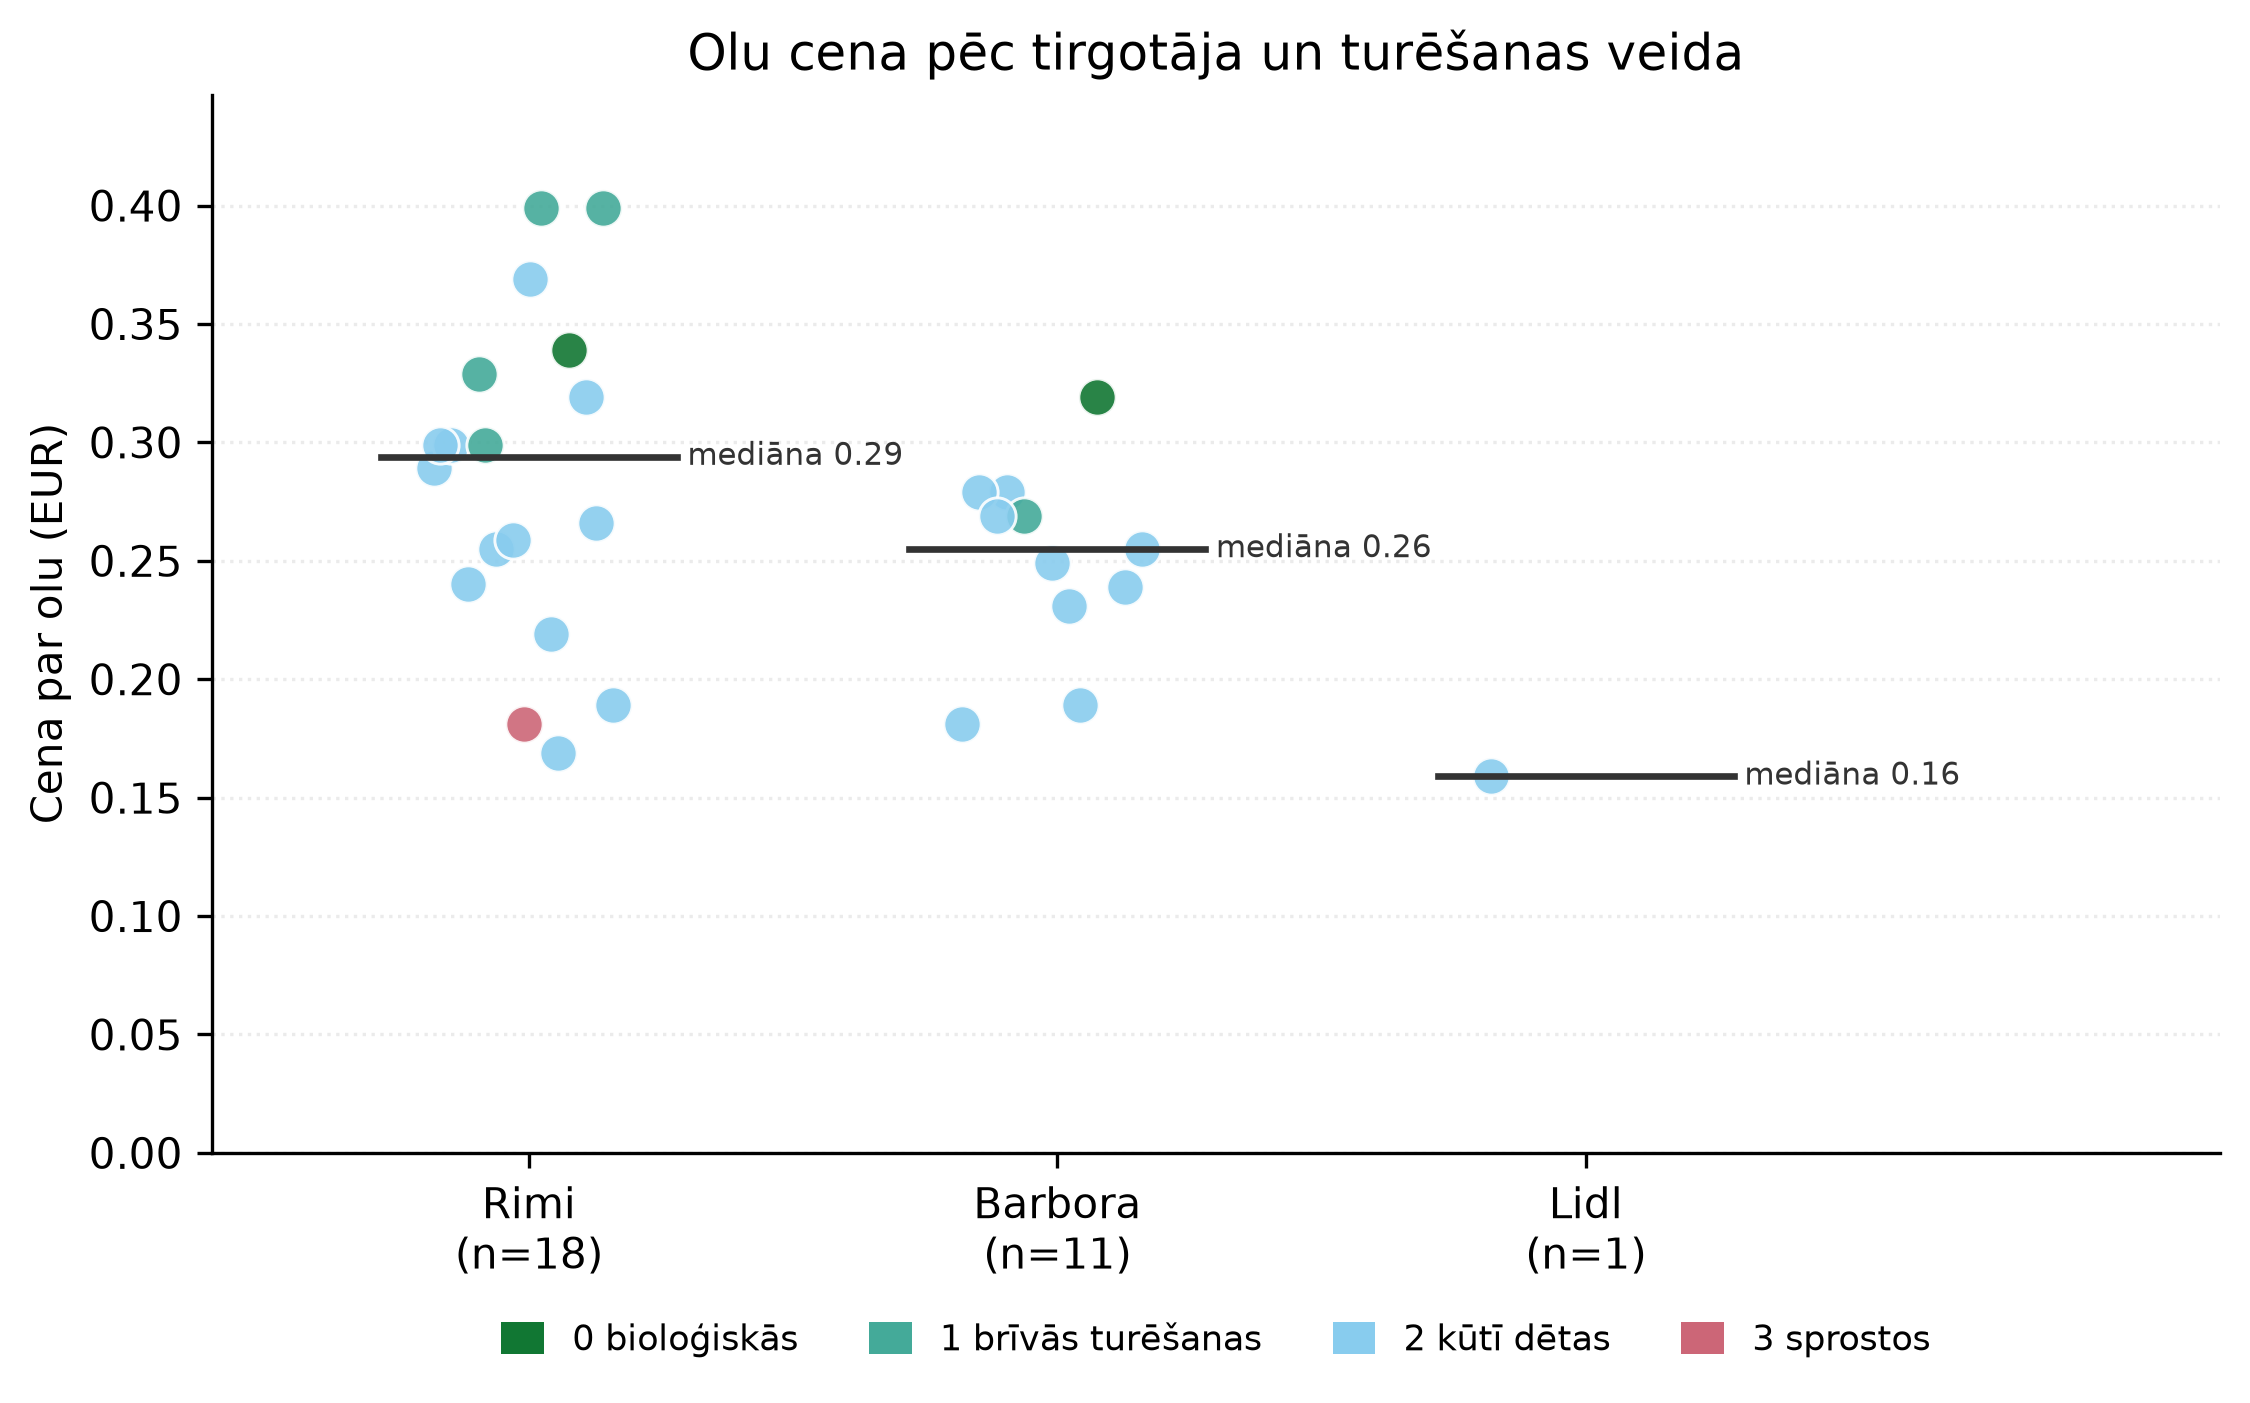 Olu cena pēc tirgotāja un turēšanas veida
Cena par olu (EUR)
0.40
0.35
0.30
0.25
0.20
0.15
0.10
0.05
0.00
mediāna 0.29
mediāna 0.26
mediāna 0.16
Rimi
(n=18)
Barbora
(n=11)
Lidl
(n=1)
0 bioloģiskās
1 brīvās turēšanas
2 kūtī dētas
3 sprostos